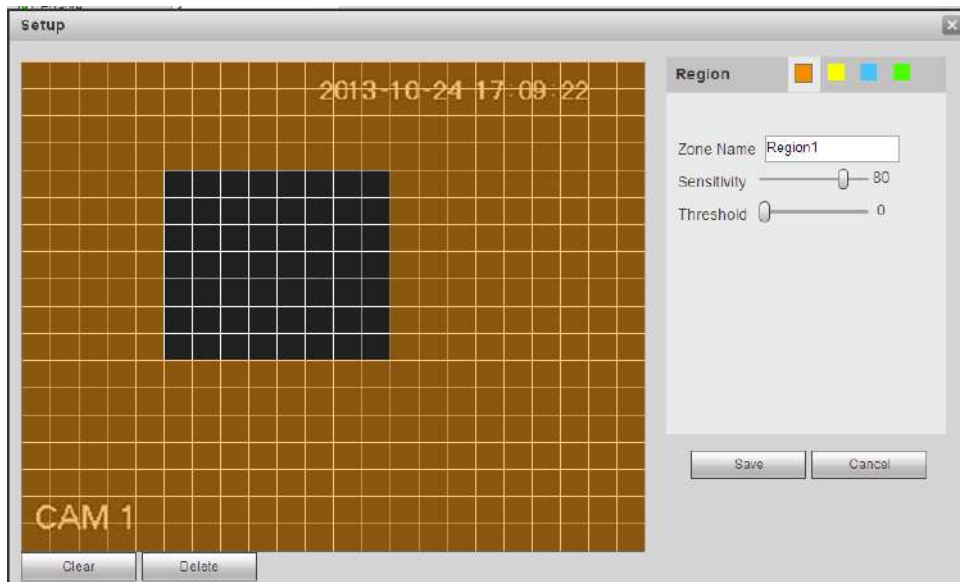 Setup
2013-10-24 17:09:22
CAM 1
Clear
Delete
Region
Zone Name Region1
Sensitivity 80
Threshold 0
Save
Cancel